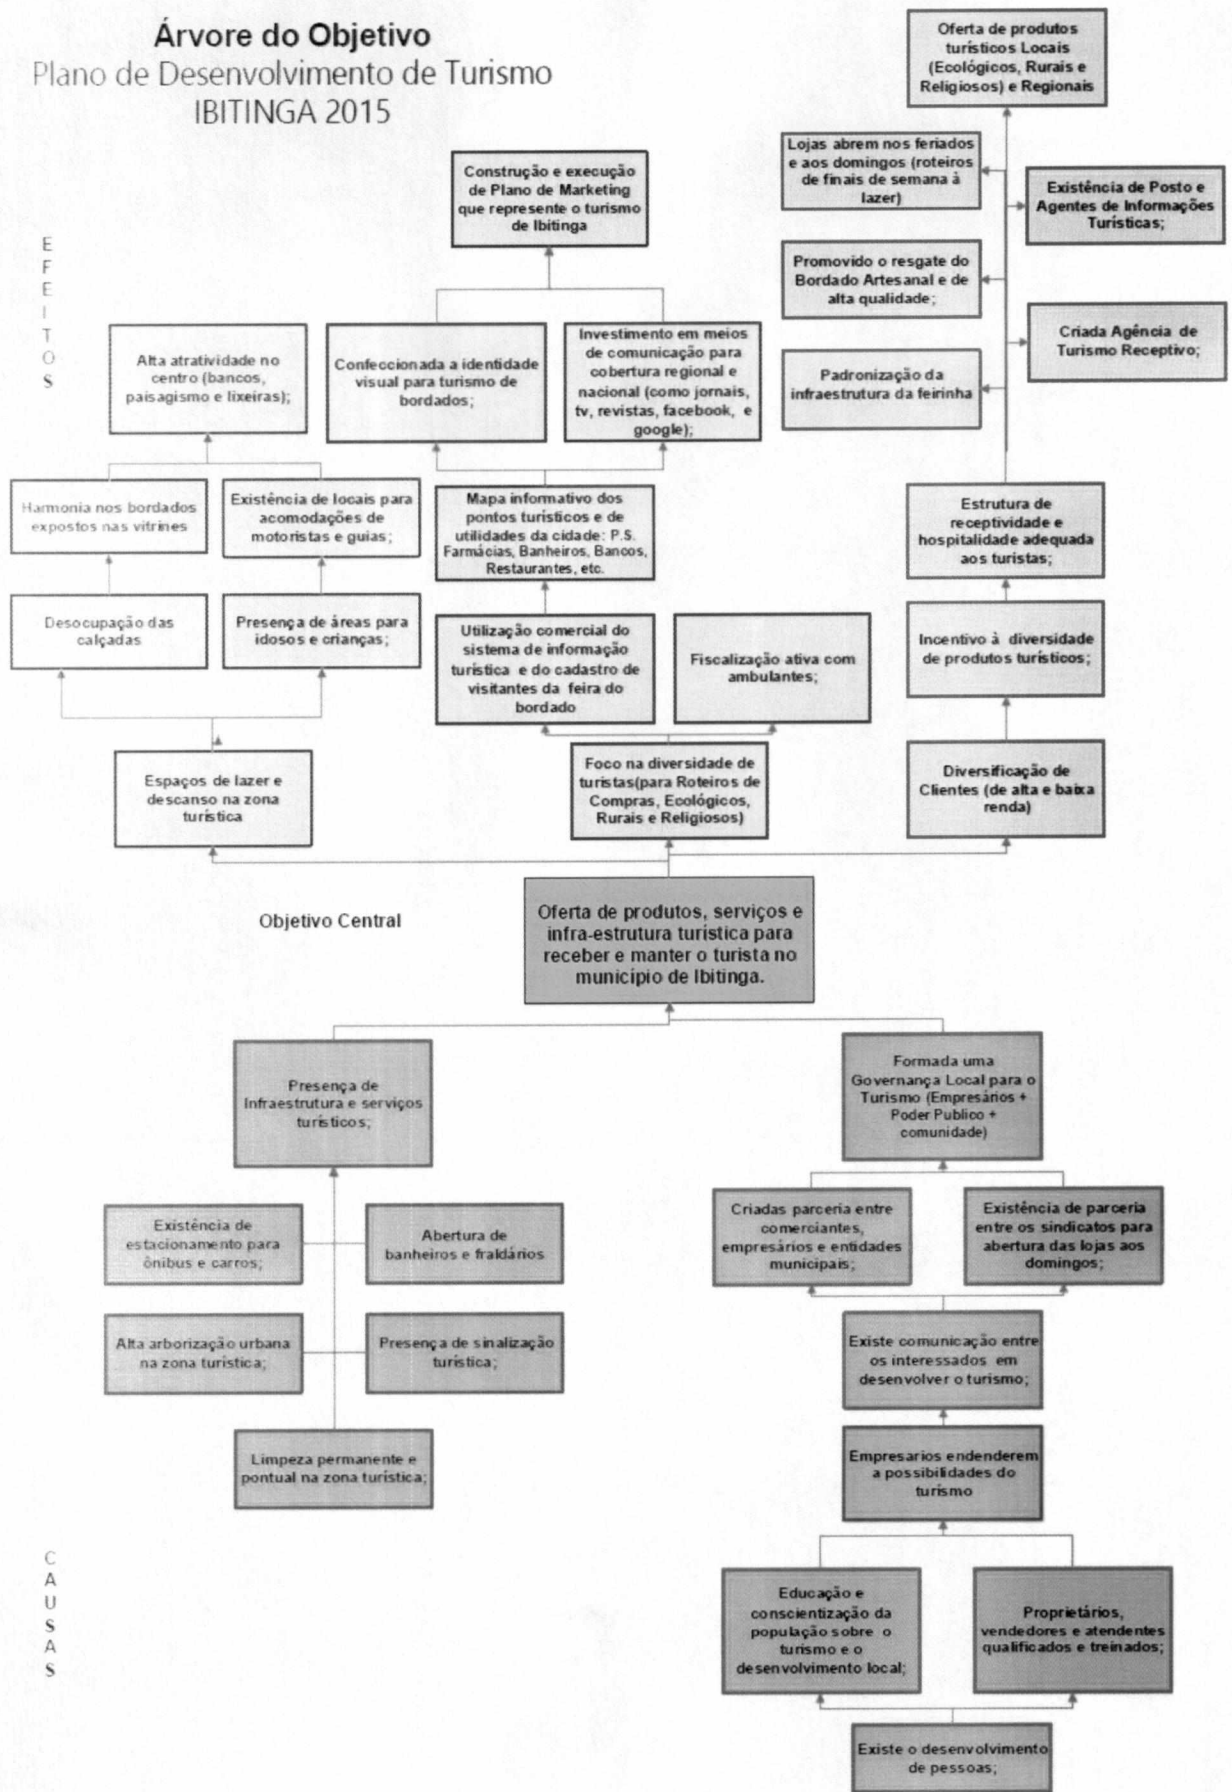 Árvore do Objetivo
Plano de Desenvolvimento de Turismo
IBITINGA 2015
Oferta de produtos
turísticos Locais
(Ecológicos, Rurais e
Religiosos) e Regionais
Lojas abrem nos feriados
e aos domingos (roteiros
de finais de semana à
lazer)
Existência de Posto e
Agentes de Informações
Turísticas;
Construção e execução
de Plano de Marketing
que represente o turismo
de Ibitinga
EFEITOS
Promovido o resgate do
Bordado Artesanal e de
alta qualidade;
Criada Agência de
Turismo Receptivo;
Padronização da
infraestrutura da feirinha
Alta atratividade no
centro (bancos,
paisagismo e lixeiras);
Confeccionada a identidade
visual para turismo de
bordados;
Investimento em meios
de comunicação para
cobertura regional e
nacional (como jornais,
tv, revistas, facebook, e
google);
Harmonia nos bordados
expostos nas vitrines
Existência de locais para
acomodações de
motoristas e guias;
Mapa informativo dos
pontos turísticos e de
utilidades da cidade: P.S.
Farmácias, Banheiros, Bancos,
Restaurantes, etc.
Estrutura de
receptividade e
hospitalidade adequada
aos turistas;
Desocupação das
calçadas
Presença de áreas para
idosos e crianças;
Utilização comercial do
sistema de informação
turística e do cadastro de
visitantes da feira do
bordado
Fiscalização ativa com
ambulantes;
Incentivo à diversidade
de produtos turísticos;
Espaços de lazer e
descanso na zona
turística
Foco na diversidade de
turistas(para Roteiros de
Compras, Ecológicos,
Rurais e Religiosos)
Diversificação de
Clientes (de alta e baixa
renda)
Objetivo Central
Oferta de produtos, serviços e
infra-estrutura turística para
receber e manter o turista no
município de Ibitinga.
Presença de
Infraestrutura e serviços
turísticos;
Formada uma
Governança Local para o
Turismo (Empresários +
Poder Publico +
comunidade)
Existência de
estacionamento para
ônibus e carros;
Abertura de
banheiros e fraldários
Criadas parceria entre
comerciantes,
empresários e entidades
municipais;
Existência de parceria
entre os sindicatos para
abertura das lojas aos
domingos;
Alta arborização urbana
na zona turística;
Presença de sinalização
turística;
Existe comunicação entre
os interessados em
desenvolver o turismo;
Limpeza permanente e
pontual na zona turística;
Empresarios endenderem
a possibilidades do
turismo
CAUSAS
Educação e
conscientização da
população sobre o
turismo e o
desenvolvimento local;
Proprietários,
vendedores e atendentes
qualificados e treinados;
Existe o desenvolvimento
de pessoas;